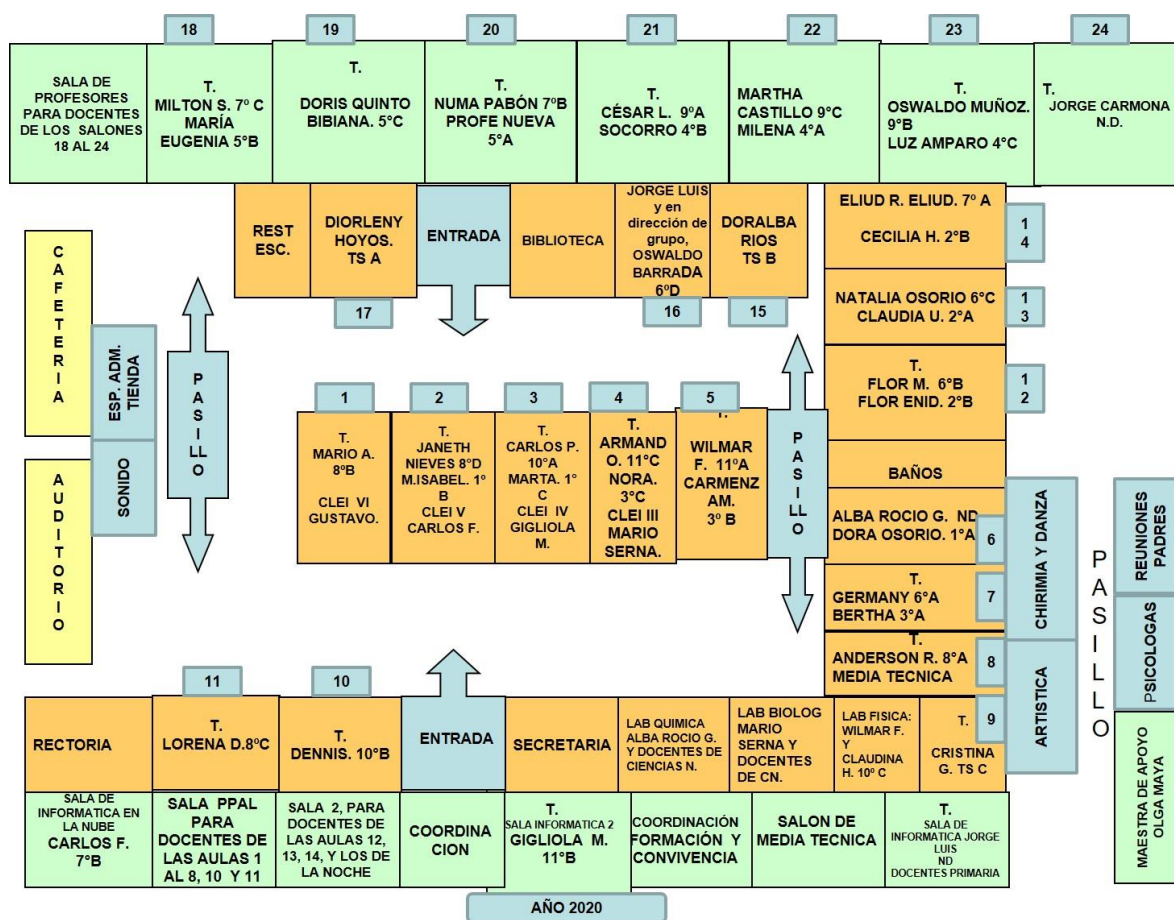 18
19
20
21
22
23
24
SALA DE
PROFESORES
PARA DOCENTES
DE LOS SALONES
18 AL 24
T.
MILTON S. 7º C
MARÍA
EUGENIA 5°B
T.
DORIS QUINTO
BIBIANA. 5°C
T.
NUMA PABÓN 7°B
PROFE NUEVA
5°A
T.
CÉSAR L. 9ºA
SOCORRO 4°B
MARTHA
CASTILLO 9°C
MILENA 4°A
T.
OSWALDO MUÑOZ.
9°B
LUZ AMPARO 4°C
T.
JORGE CARMONA
N.D.
REST
ESC.
DIORLENY
HOYOS.
TS A
ENTRADA
BIBLIOTECA
JORGE LUIS
y en
dirección de
grupo,
OSWALDO
BARRADA
6ºD
DORALBA
RIOS
TS B
ELIUD R. ELIUD. 7º A
CECILIA H. 2°B
1
4
17
16
15
NATALIA OSORIO 6°C
CLAUDIA U. 2°A
1
3
T.
FLOR M. 6°B
FLOR ENID. 2°B
1
2
CAFETERIA
ESP. ADM.
TIENDA
PASILLO
AUDITORIO
SONIDO
1
2
3
4
5
T.
MARIO A.
8ºB
CLEI VI
GUSTAVO.
T.
JANETH
NIEVES 8°D
M.ISABEL. 1º
B
CLEI V
CARLOS F.
T.
CARLOS P.
10°A
MARTA. 1°
C
CLEI IV
GIGLIOLA
M.
T.
ARMAND
O. 11°C
NORA.
3°C
CLEI III
MARIO
SERNA.
T.
WILMAR
F. 11ºA
CARMENZ
AM.
3º B
PASILLO
BAÑOS
ALBA ROCIO G. ND
DORA OSORIO. 1°A
6
T.
GERMANY 6°A
BERTHA 3°A
7
T.
ANDERSON R. 8°A
MEDIA TECNICA
8
CHIRIMIA Y DANZA
ARTISTICA
PASILLO
REUNIONES
PADRES
PSICOLOGAS
MAESTRA DE APOYO
OLGA MAYA
11
10
9
RECTORIA
T.
LORENA D.8ºC
T.
DENNIS. 10°B
ENTRADA
SECRETARIA
LAB QUIMICA
ALBA ROCIO G.
Y DOCENTES DE
CIENCIAS N.
LAB BIOLOG
MARIO
SERNA Y
DOCENTES
DE CN.
LAB FISICA:
WILMAR F.
Y
CLAUDINA
H. 10º C
T.
CRISTINA
G. TS C
SALA DE
INFORMATICA EN
LA NUBE
CARLOS F.
7°B
SALA PPAL
PARA
DOCENTES DE
LAS AULAS 1
AL 8, 10 Y 11
SALA 2, PARA
DOCENTES DE
LAS AULAS 12,
13, 14, Y LOS DE
LA NOCHE
COORDINA
CION
T.
SALA INFORMATICA 2
GIGLIOLA M.
11°B
COORDINACIÓN
FORMACIÓN Y
CONVIVENCIA
SALON DE
MEDIA TECNICA
T.
SALA DE
INFORMATICA JORGE
LUIS
ND
DOCENTES PRIMARIA
AÑO 2020